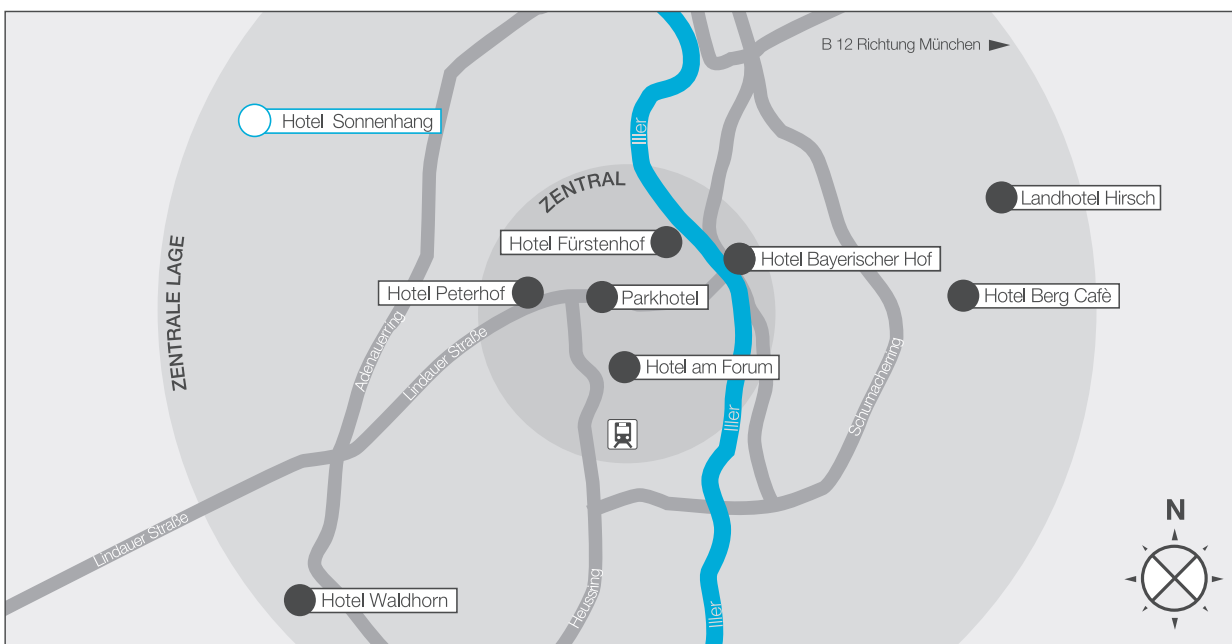 B 12 Richtung München
Hotel Sonnenhang
Iller
ZENTRAL
Landhotel Hirsch
Hotel Fürstenhof
Hotel Bayerischer Hof
ZENTRALE LAGE
Hotel Peterhof
Parkhotel
Hotel Berg Cafè
Adenauerring
Lindauer Straße
Hotel am Forum
Schumacherring
Iller
Lindauer Straße
N
Hotel Waldhorn
Heussring
Iller